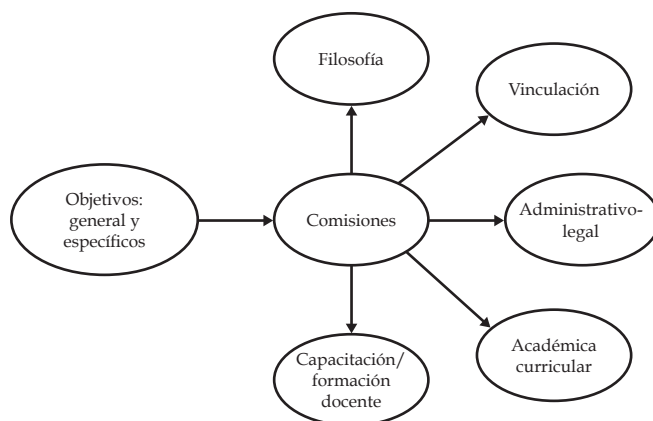 Filosofía
Vinculación
Objetivos:
general y
específicos
Comisiones
Administrativo-
legal
Capacitación/
formación
docente
Académica
curricular